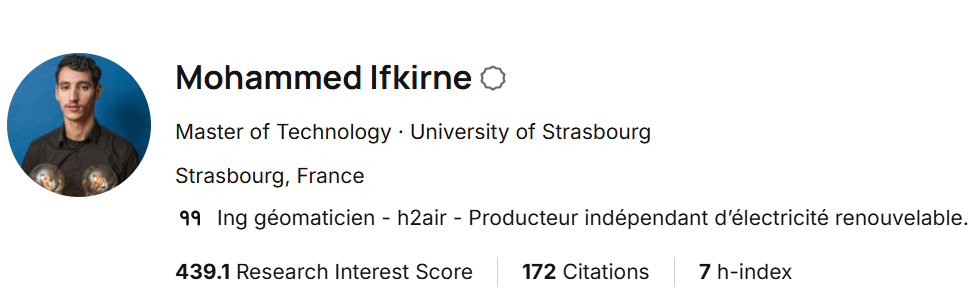 Mohammed Ifkirne
Master of Technology · University of Strasbourg
Strasbourg, France
Ing géomaticien - h2air - Producteur indépendant d’électricité renouvelable.
439.1 Research Interest Score 172 Citations 7 h-index